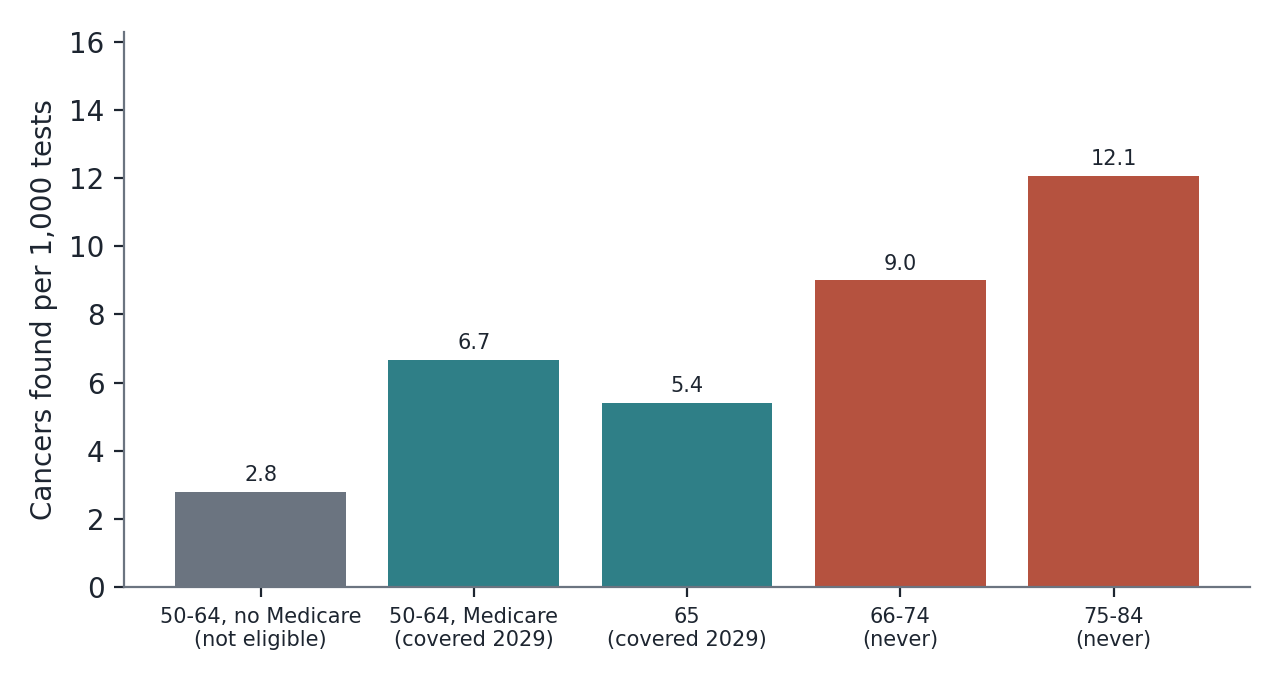 Cancers found per 1,000 tests
16
14
12
10
8
6
4
2
0
2.8
6.7
5.4
9.0
12.1
50-64, no Medicare
(not eligible)
50-64, Medicare
(covered 2029)
65
(covered 2029)
66-74
(never)
75-84
(never)